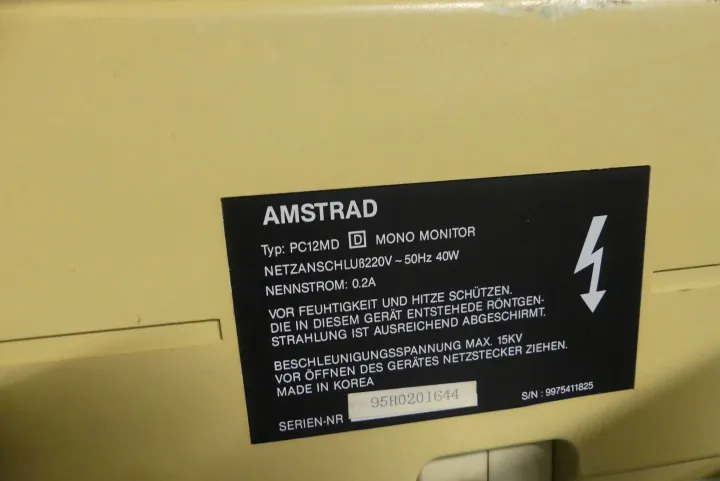 AMSTRAD
Typ: PC12MD D MONO MONITOR
NETZANSCHLUß220V ~ 50Hz 40W
NENNSTROM: 0.2A
VOR FEUHTIGKEIT UND HITZE SCHÜTZEN.
DIE IN DIESEM GERÄT ENTSTEHEDE RÖNTGEN-
STRAHLUNG IST AUSREICHEND ABGESCHIRMT.
BESCHLEUNIGUNGSSPANNUNG MAX. 15KV
VOR ÖFFNEN DES GERÄTES NETZSTECKER ZIEHEN.
MADE IN KOREA
SERIEN-NR 95H0201644
S/N : 9975411825